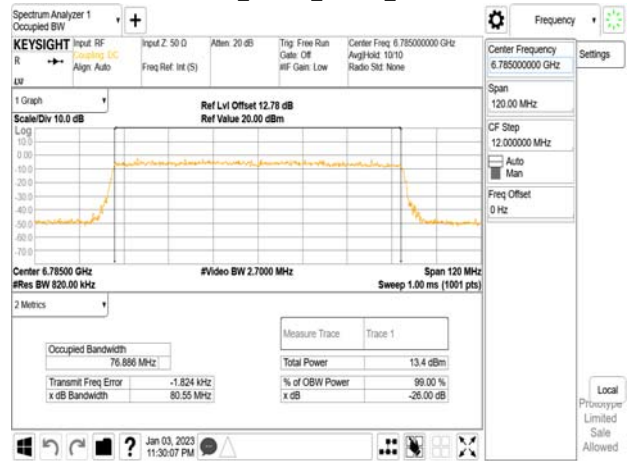 Spectrum Analyzer 1
Occupied BW
Frequency
KEYSIGHT
Input: RF
Coupling: DC
Align: Auto
Input Z: 50 Ω
Freq Ref: Int (S)
Atten: 20 dB
Trig: Free Run
Gate: Off
#IF Gain: Low
Center Freq: 6.785000000 GHz
Avg|Hold: 10/10
Radio Std: None
R
LXI
Center Frequency
6.785000000 GHz
Settings
Span
120.00 MHz
CF Step
12.000000 MHz
Auto
Man
Freq Offset
0 Hz
1 Graph
Scale/Div 10.0 dB
Ref Lvl Offset 12.78 dB
Ref Value 20.00 dBm
Log
10.0
0.00
-10.0
-20.0
-30.0
-40.0
-50.0
-60.0
-70.0
Center 6.78500 GHz
#Res BW 820.00 kHz
#Video BW 2.7000 MHz
Span 120 MHz
Sweep 1.00 ms (1001 pts)
2 Metrics
Measure Trace
Trace 1
Occupied Bandwidth
76.886 MHz
Total Power
13.4 dBm
Transmit Freq Error
-1.824 kHz
% of OBW Power
99.00 %
x dB Bandwidth
80.55 MHz
x dB
-26.00 dB
Local
Prototype
Limited
Sale
Allowed
?
Jan 03, 2023
11:30:07 PM